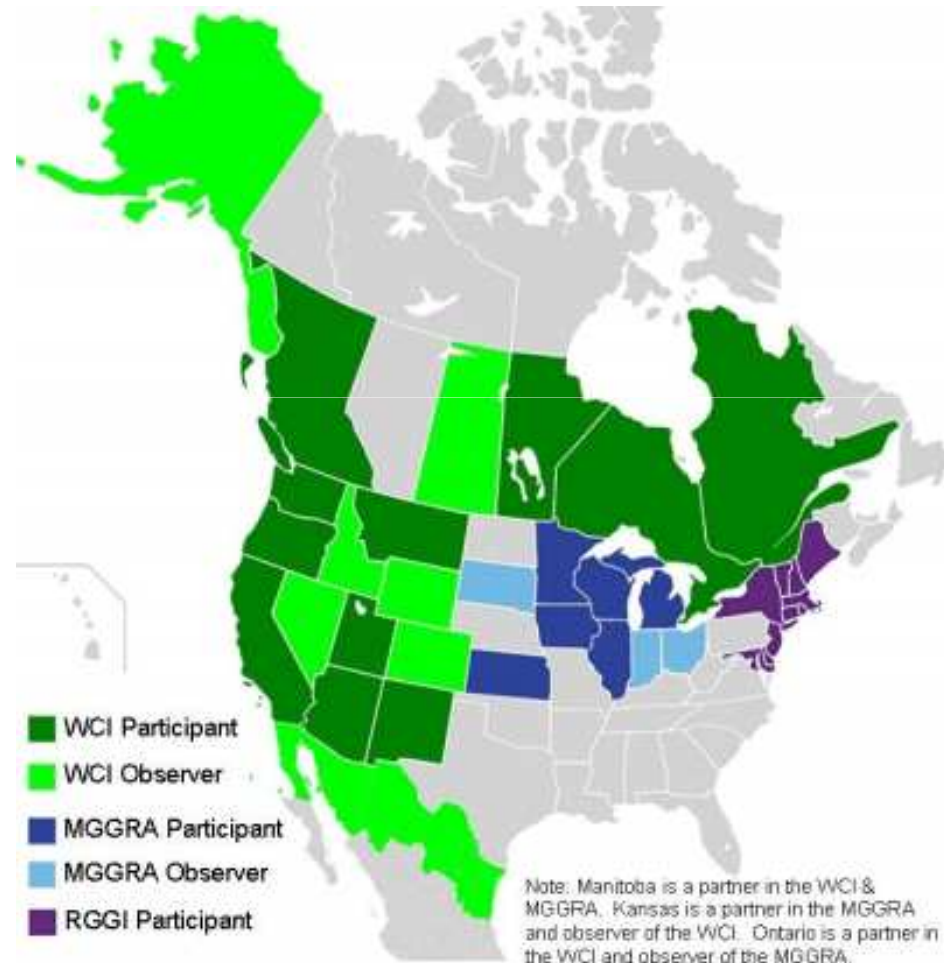 WCI Participant
WCI Observer
MGGRA Participant
MGGRA Observer
RGGI Participant
Note: Manitoba is a partner in the WCI &
MGGRA. Kansas is a partner in the MGGRA
and observer of the WCI. Ontario is a partner in
the WCI and observer of the MGGRA.